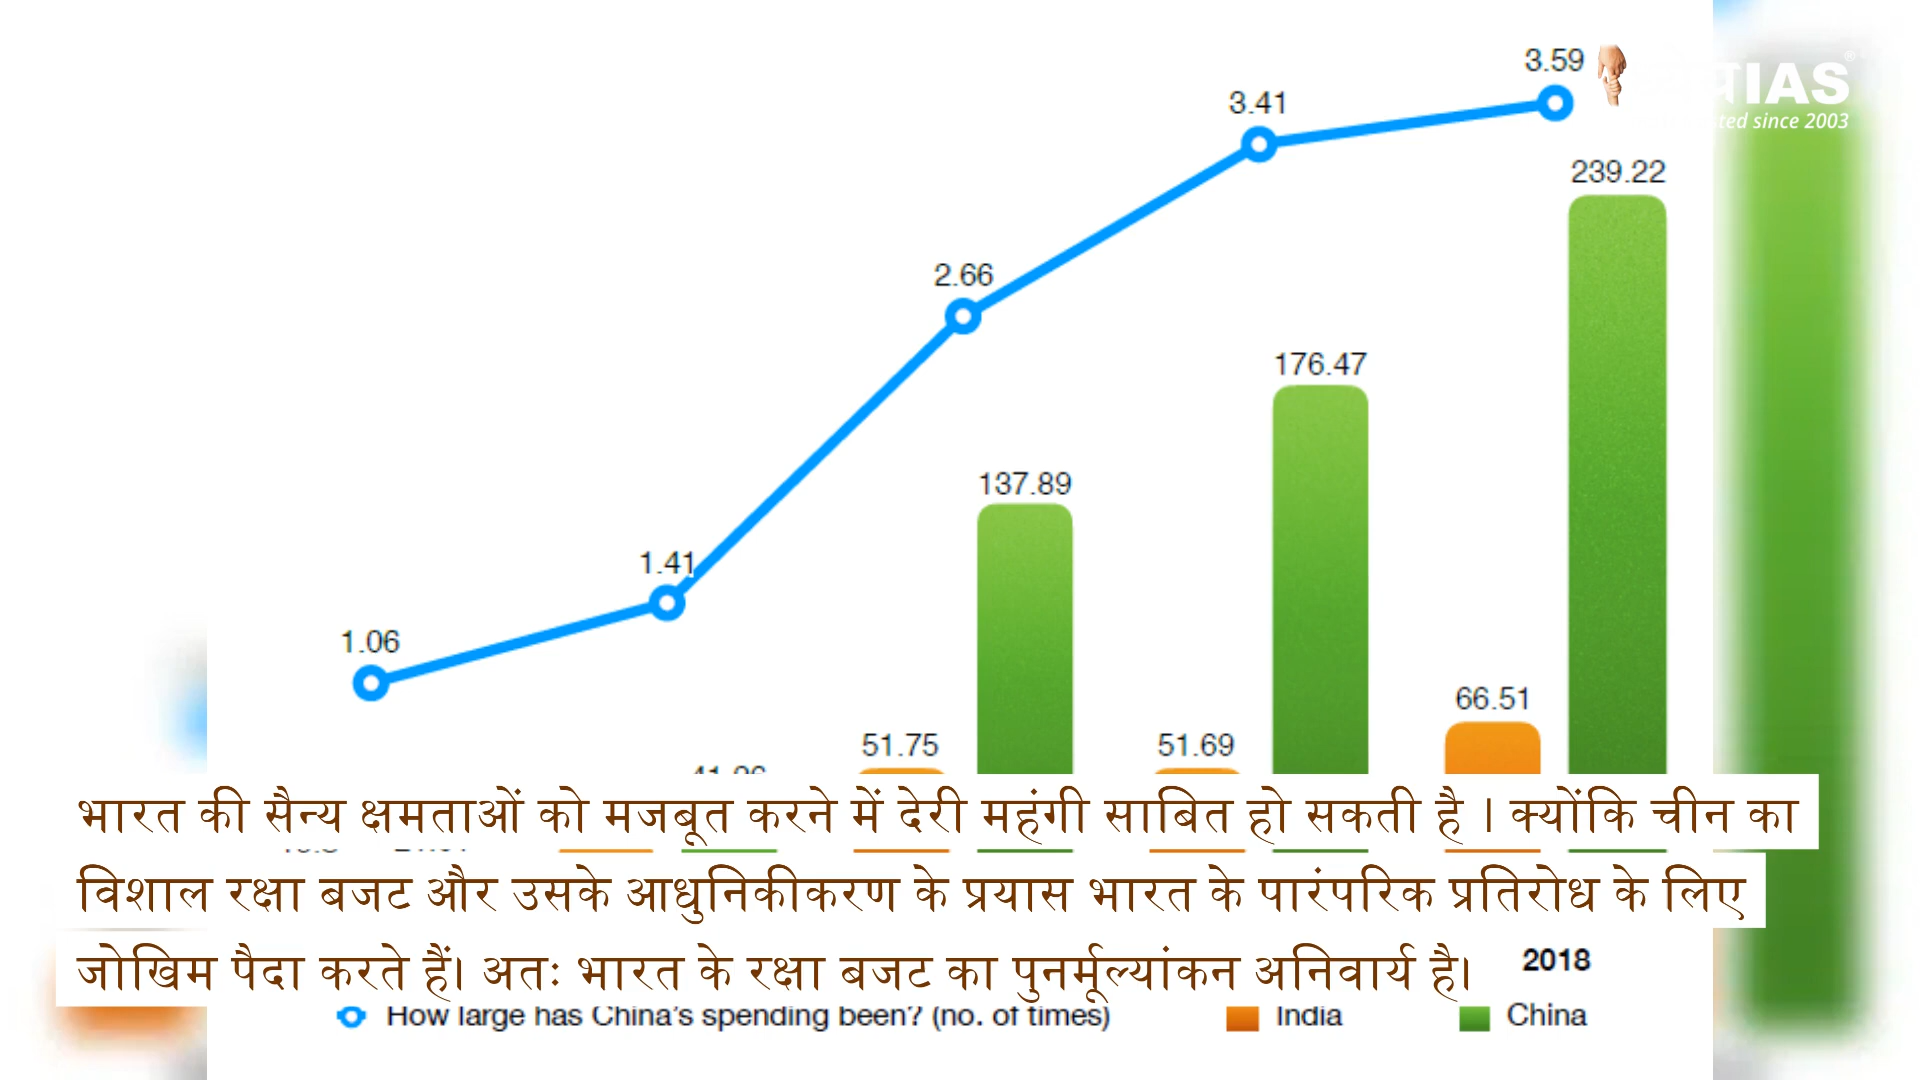 3.59
IAS
ted since 2003
3.41
239.22
2.66
176.47
137.89
1.41
1.06
66.51
51.75
51.69
भारत की सैन्य क्षमताओं को मजबूत करने में देरी महंगी साबित हो सकती है । क्योंकि चीन का
विशाल रक्षा बजट और उसके आधुनिकीकरण के प्रयास भारत के पारंपरिक प्रतिरोध के लिए
जोखिम पैदा करते हैं। अतः भारत के रक्षा बजट का पुनर्मूल्यांकन अनिवार्य है।
2018
How large has China's spending been? (no. of times)
India
China